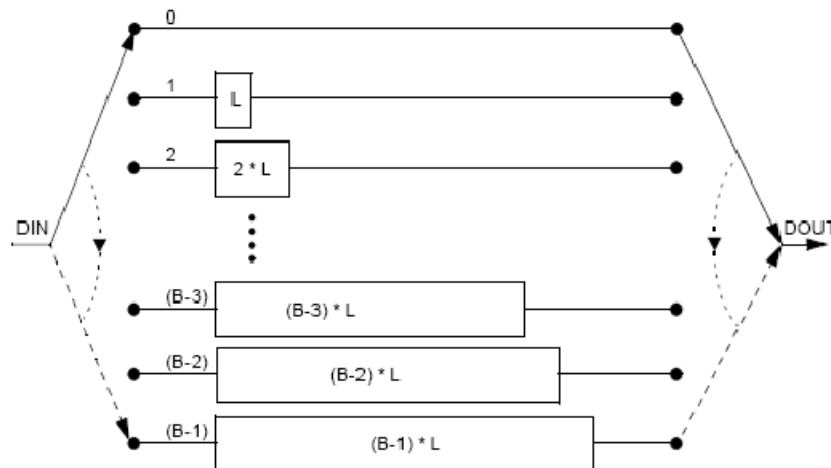 0
1
L
2
2 * L
DIN
DOUT
(B-3)
(B-3) * L
(B-2)
(B-2) * L
(B-1)
(B-1) * L